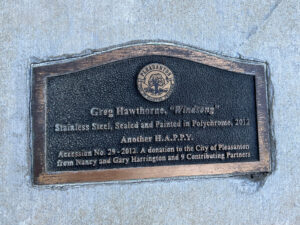 PLEASANTON
Greg Hawthorne, "Windsong"
Stainless Steel, Sealed and Painted in Polychrome, 2012
Another H.A.P.P.Y.
Accession No. 29 - 2012. A donation to the City of Pleasanton
from Nancy and Gary Harrington and 9 Contributing Partners